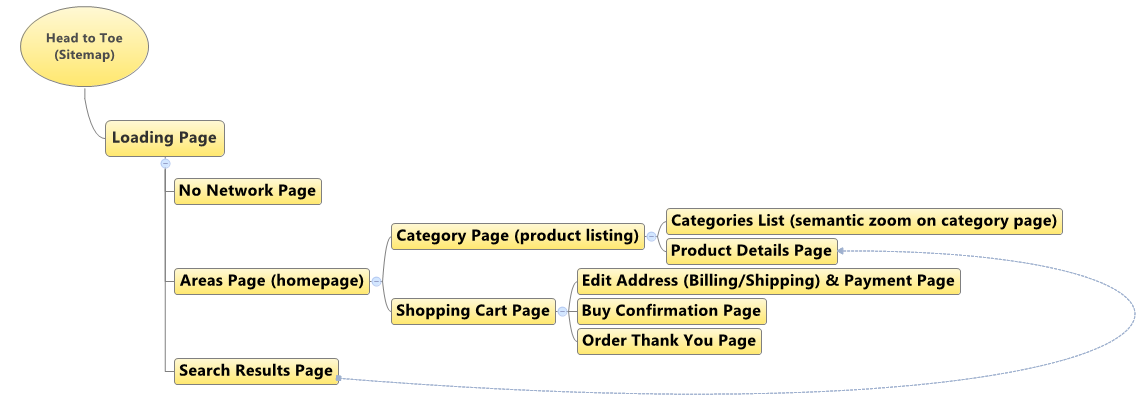 Head to Toe
(Sitemap)
Loading Page
No Network Page
Areas Page (homepage)
Category Page (product listing)
Categories List (semantic zoom on category page)
Product Details Page
Shopping Cart Page
Edit Address (Billing/Shipping) & Payment Page
Buy Confirmation Page
Order Thank You Page
Search Results Page